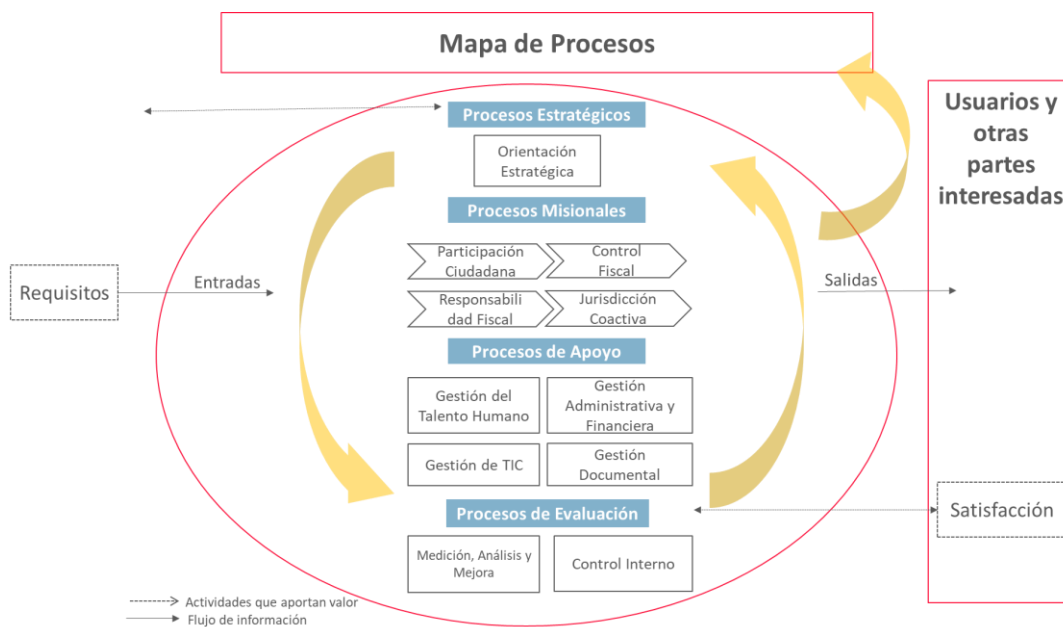 Mapa de Procesos
Usuarios y
otras
partes
interesadas
Procesos Estratégicos
Orientación
Estratégica
Procesos Misionales
Participación
Ciudadana
Control
Fiscal
Responsabili
dad Fiscal
Jurisdicción
Coactiva
Requisitos
Entradas
Salidas
Procesos de Apoyo
Gestión del
Talento Humano
Gestión
Administrativa y
Financiera
Gestión de TIC
Gestión
Documental
Procesos de Evaluación
Satisfacción
Medición, Análisis y
Mejora
Control Interno
Actividades que aportan valor
Flujo de información